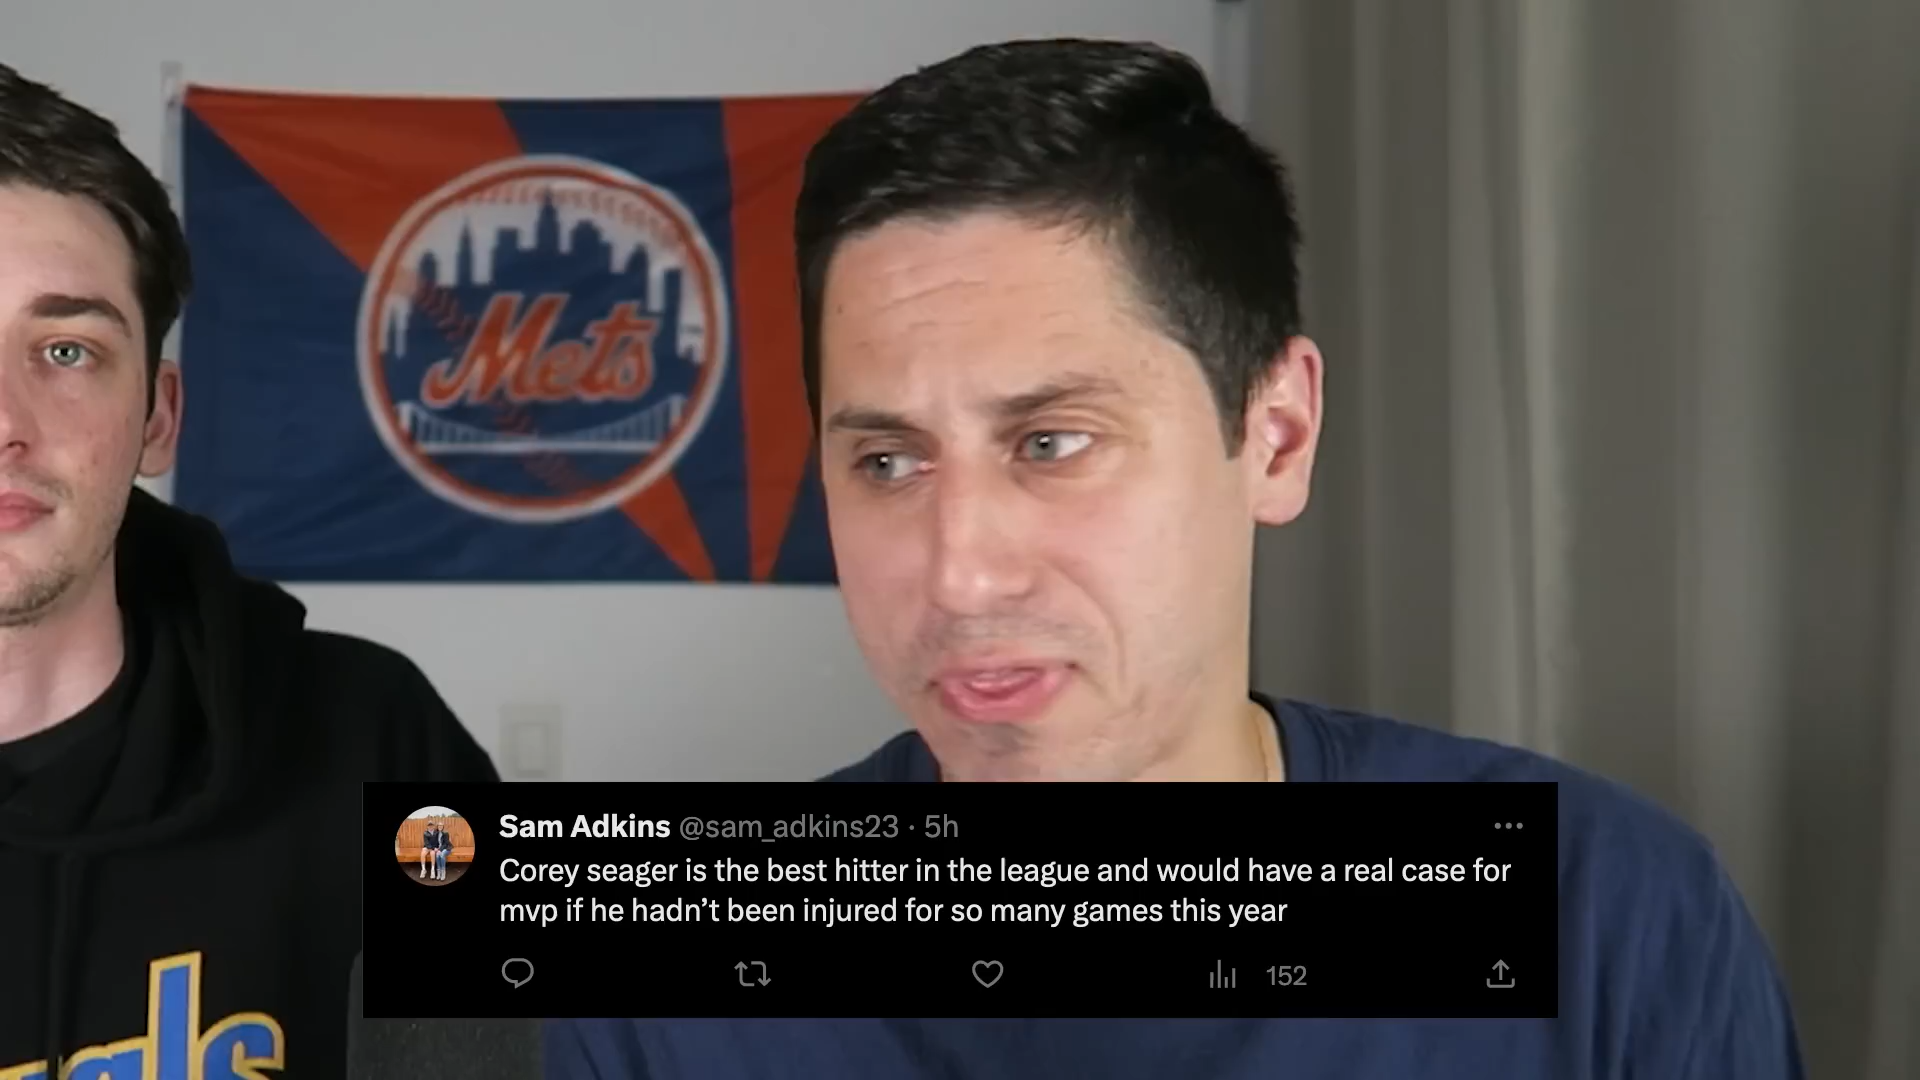 Mets
Sam Adkins @sam_adkins23 · 5h
Corey seager is the best hitter in the league and would have a real case for
mvp if he hadn’t been injured for so many games this year
152